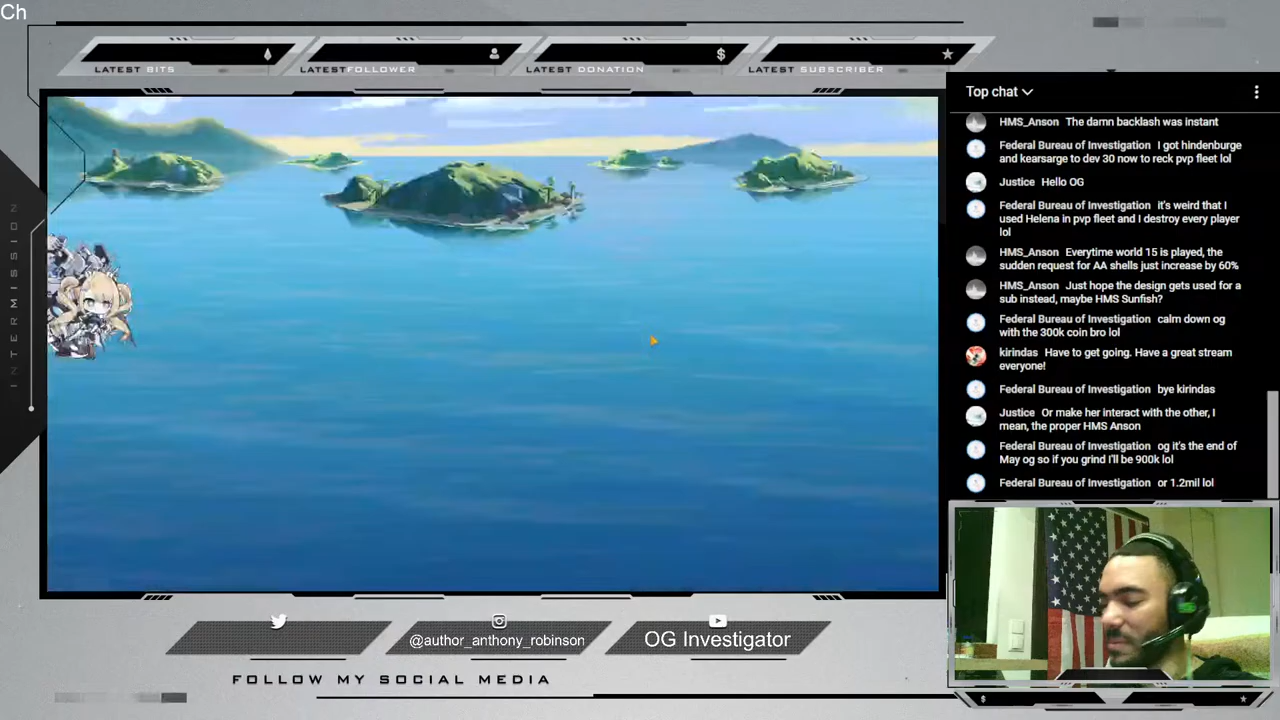 Ch
LATEST BITS
LATEST FOLLOWER
$
LATEST DONATION
LATEST SUBSCRIBER
INTERMISSION
Top chat
HMS_Anson The damn backlash was instant
Federal Bureau of Investigation I got hindenburge
and kearsarge to dev 30 now to reck pvp fleet lol
Justice Hello OG
Federal Bureau of Investigation it's weird that I
used Helena in pvp fleet and I destroy every player
lol
HMS_Anson Everytime world 15 is played, the
sudden request for AA shells just increase by 60%
HMS_Anson Just hope the design gets used for a
sub instead, maybe HMS Sunfish?
Federal Bureau of Investigation calm down og
with the 300k coin bro lol
kirindas Have to get going. Have a great stream
everyone!
Federal Bureau of Investigation bye kirindas
Justice Or make her interact with the other, I
mean, the proper HMS Anson
Federal Bureau of Investigation og it's the end of
May og so if you grind I'll be 900k lol
Federal Bureau of Investigation or 1.2mil lol
@author_anthony_robinson
OG Investigator
FOLLOW MY SOCIAL MEDIA
$